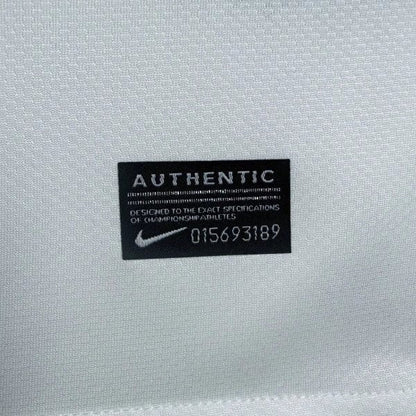 AUTHENTIC
DESIGNED TO THE EXACT SPECIFICATIONS
OF CHAMPIONSHIP ATHLETES
015693189